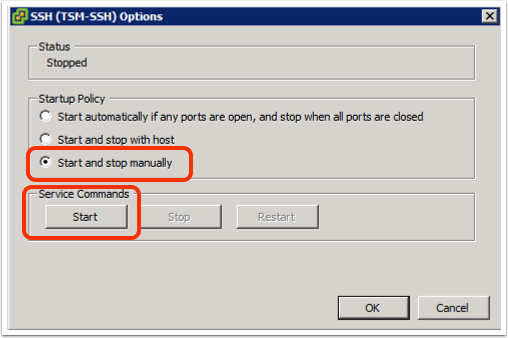 SSH (TSM-SSH) Options
Status
Stopped
Startup Policy
Start automatically if any ports are open, and stop when all ports are closed
Start and stop with host
Start and stop manually
Service Commands
Start Stop Restart
OK Cancel